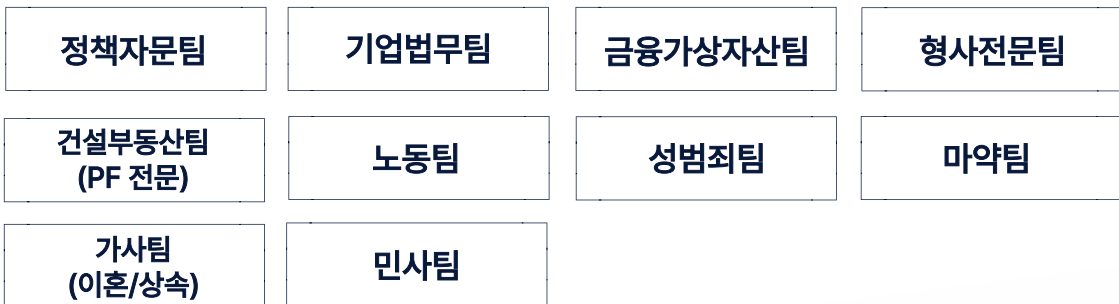 정책자문팀
기업법무팀
금융가상자산팀
형사전문팀
건설부동산팀
(PF 전문)
노동팀
성범죄팀
마약팀
가사팀
(이혼/상속)
민사팀